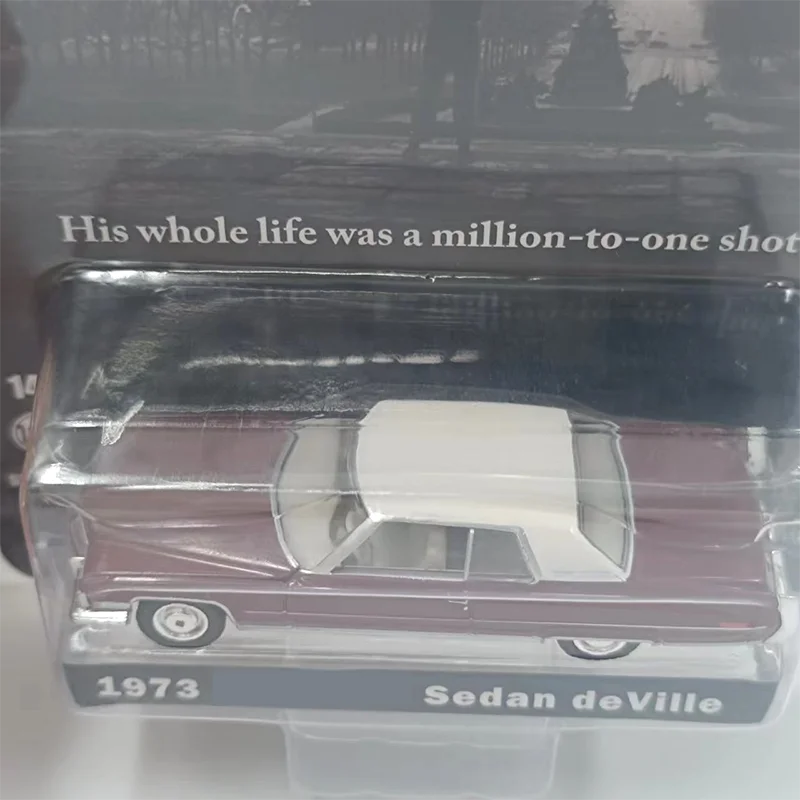 His whole life was a million-to-one shot
1973
Sedan deVille